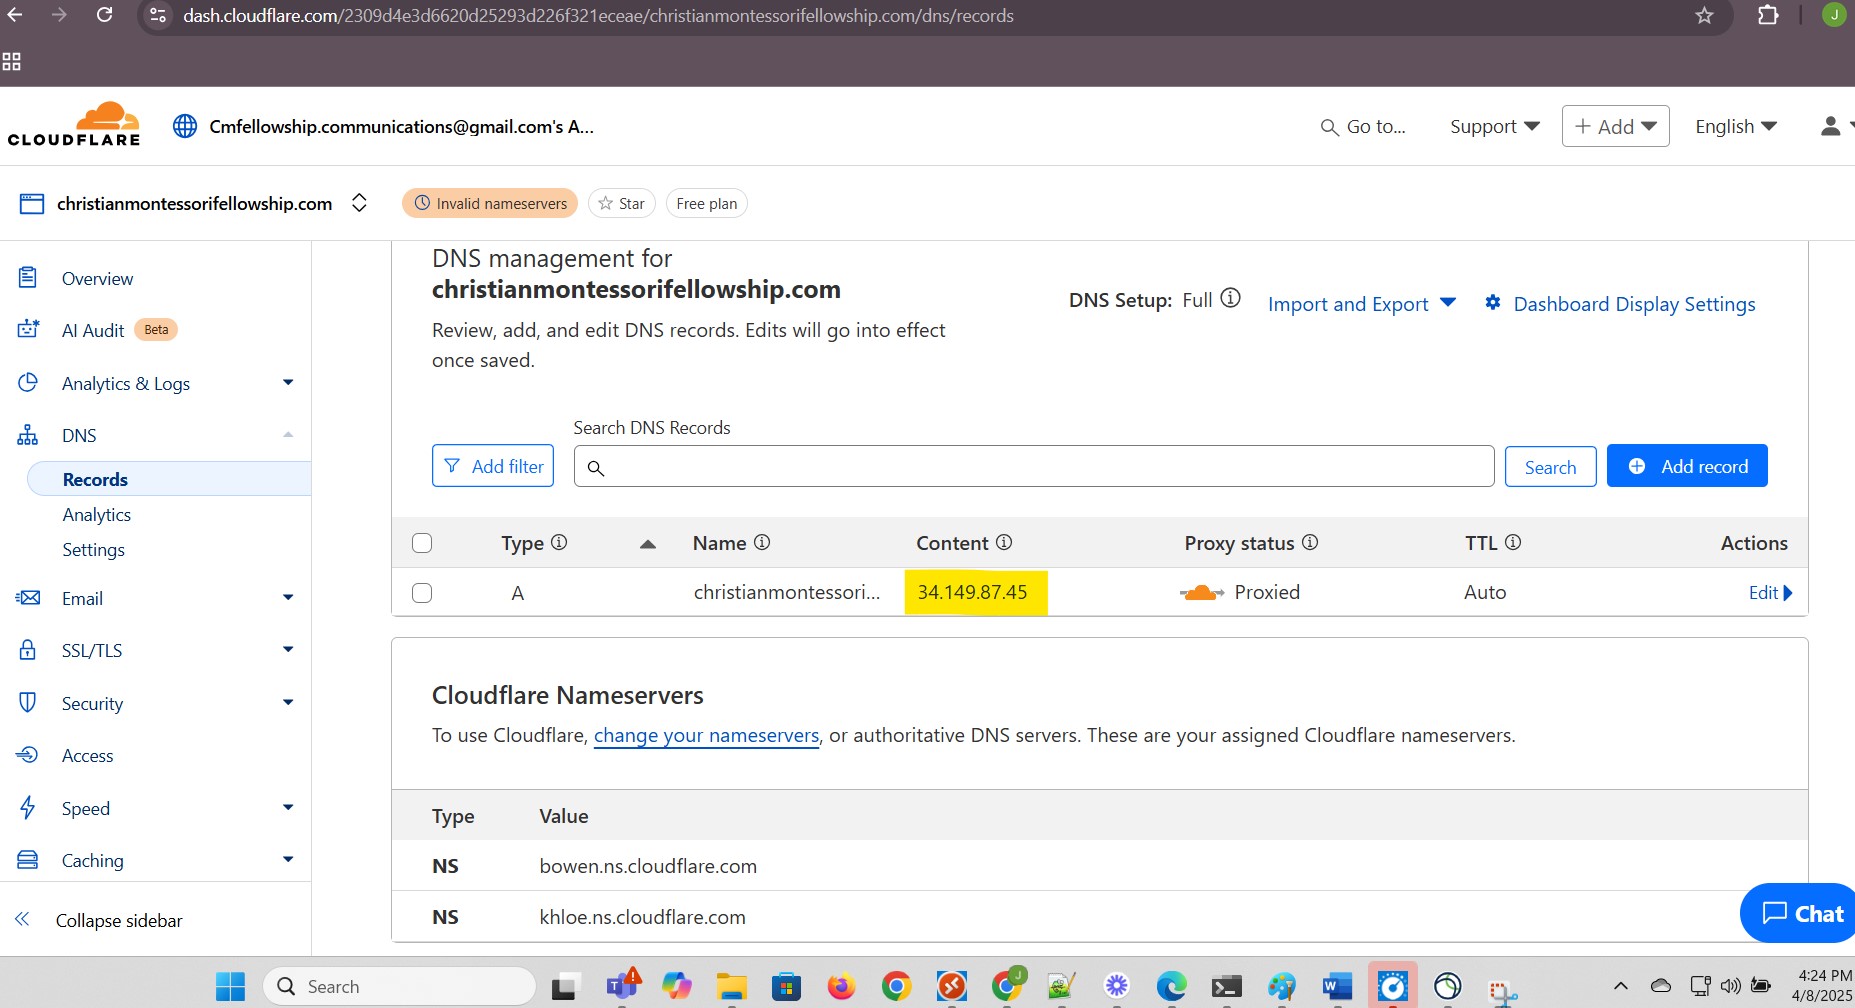 dash.cloudflare.com/2309d4e3d6620d25293d226f321eceae/christianmontessorifellowship.com/dns/records
J
CLOUDFLARE
Cmfellowship.communications@gmail.com's A...
Go to...
Support
+ Add
English
christianmontessorifellowship.com
Invalid nameservers
Star
Free plan
Overview
AI Audit Beta
Analytics & Logs
DNS
Records
Analytics
Settings
Email
SSL/TLS
Security
Access
Speed
Caching
Collapse sidebar
DNS management for
christianmontessorifellowship.com
Review, add, and edit DNS records. Edits will go into effect
once saved.
DNS Setup: Full
Import and Export
Dashboard Display Settings
Search DNS Records
Add filter
Search
Add record
Type Name Content Proxy status TTL Actions
A christianmontessori... 34.149.87.45 Proxied Auto Edit
Cloudflare Nameservers
To use Cloudflare, change your nameservers, or authoritative DNS servers. These are your assigned Cloudflare nameservers.
Type Value
NS bowen.ns.cloudflare.com
NS khloe.ns.cloudflare.com
Chat
Search
4:24 PM
4/8/2025